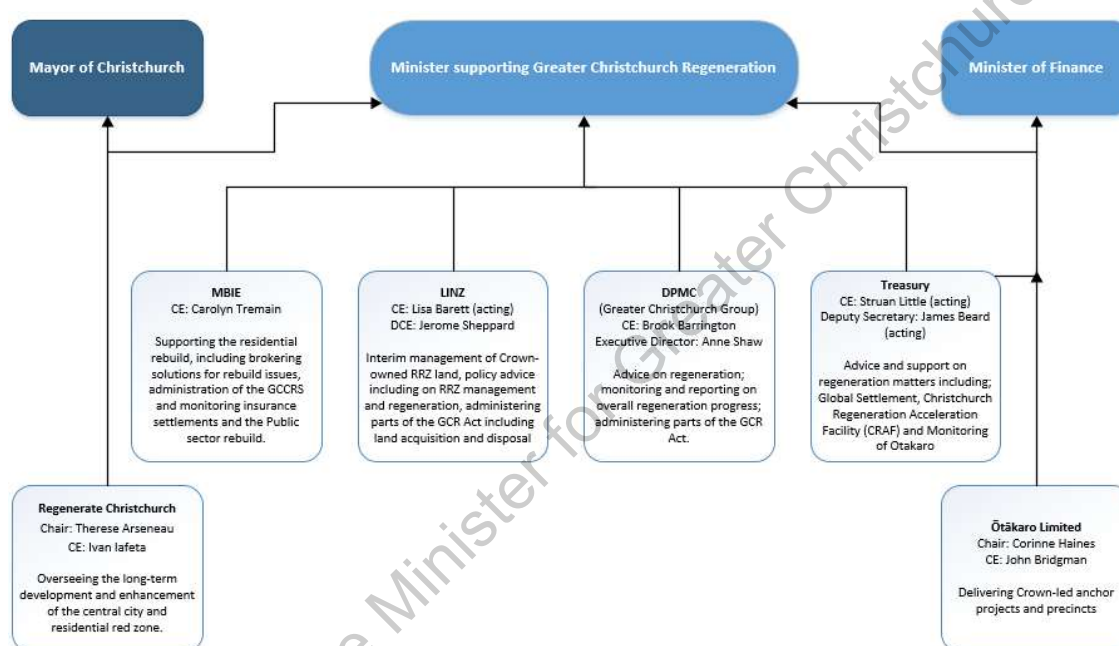 Mayor of Christchurch
Minister supporting Greater Christchurch Regeneration
Minister of Finance
MBIE
CE: Carolyn Tremain
Supporting the residential
rebuild, including brokering
solutions for rebuild issues,
administration of the GCCRS
and monitoring insurance
settlements and the Public
sector rebuild.
LINZ
CE: Lisa Barett (acting)
DCE: Jerome Sheppard
Interim management of Crown-
owned RRZ land, policy advice
including on RRZ management
and regeneration, administering
parts of the GCR Act including
land acquisition and disposal
DPMC
(Greater Christchurch Group)
CE: Brook Barrington
Executive Director: Anne Shaw
Advice on regeneration;
monitoring and reporting on
overall regeneration progress;
administering parts of the GCR
Act.
Treasury
CE: Struan Little (acting)
Deputy Secretary: James Beard
(acting)
Advice and support on
regeneration matters including;
Global Settlement, Christchurch
Regeneration Acceleration
Facility (CRAF) and Monitoring
of Otakaro
Regenerate Christchurch
Chair: Therese Arseneau
CE: Ivan Iafeta
Overseeing the long-term
development and enhancement
of the central city and
residential red zone.
Ōtākaro Limited
Chair: Corinne Haines
CE: John Bridgman
Delivering Crown-led anchor
projects and precincts
Minister for Greater Christchurch